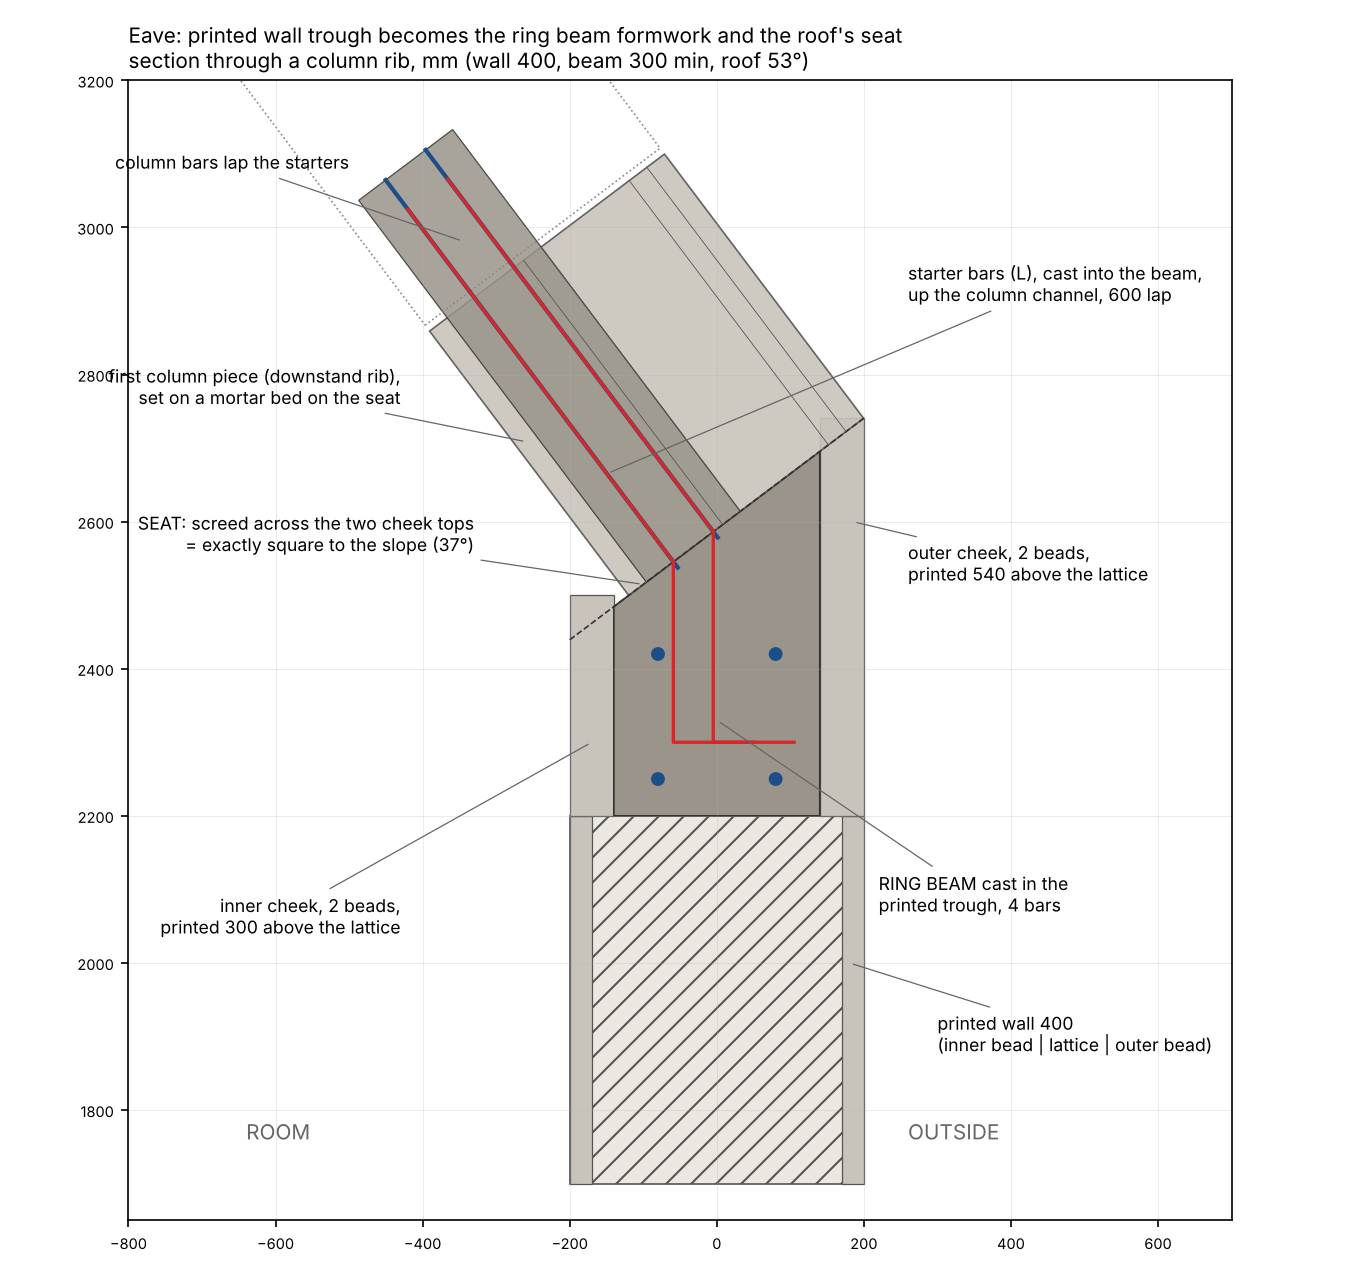 Eave: printed wall trough becomes the ring beam formwork and the roof's seat
section through a column rib, mm (wall 400, beam 300 min, roof 53°)
3200
column bars lap the starters
3000
starter bars (L), cast into the beam,
up the column channel, 600 lap
2800
first column piece (downstand rib),
set on a mortar bed on the seat
2600
SEAT: screed across the two cheek tops
= exactly square to the slope (37°)
outer cheek, 2 beads,
printed 540 above the lattice
2400
2200
RING BEAM cast in the
printed trough, 4 bars
inner cheek, 2 beads,
printed 300 above the lattice
2000
printed wall 400
(inner bead | lattice | outer bead)
1800
ROOM
OUTSIDE
−800
−600
−400
−200
0
200
400
600